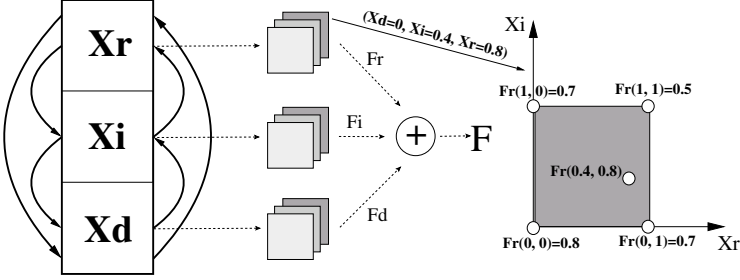 Xr
Xi
Xd
Fr
Fi
Fd
+
F
(Xd=0, Xi=0.4, Xr=0.8)
Xi
Fr(1, 0)=0.7
Fr(1, 1)=0.5
Fr(0.4, 0.8)
Fr(0, 0)=0.8
Fr(0, 1)=0.7
Xr